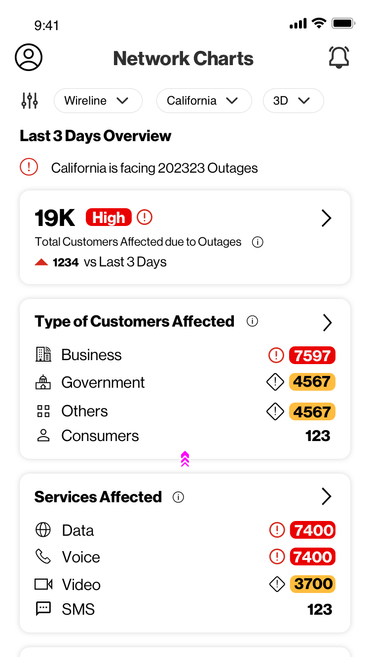 9:41
Network Charts
Wireline California 3D
Last 3 Days Overview
California is facing 202323 Outages
19K High
Total Customers Affected due to Outages
1234 vs Last 3 Days
Type of Customers Affected
Business 7597
Government 4567
Others 4567
Consumers 123
Services Affected
Data 7400
Voice 7400
Video 3700
SMS 123